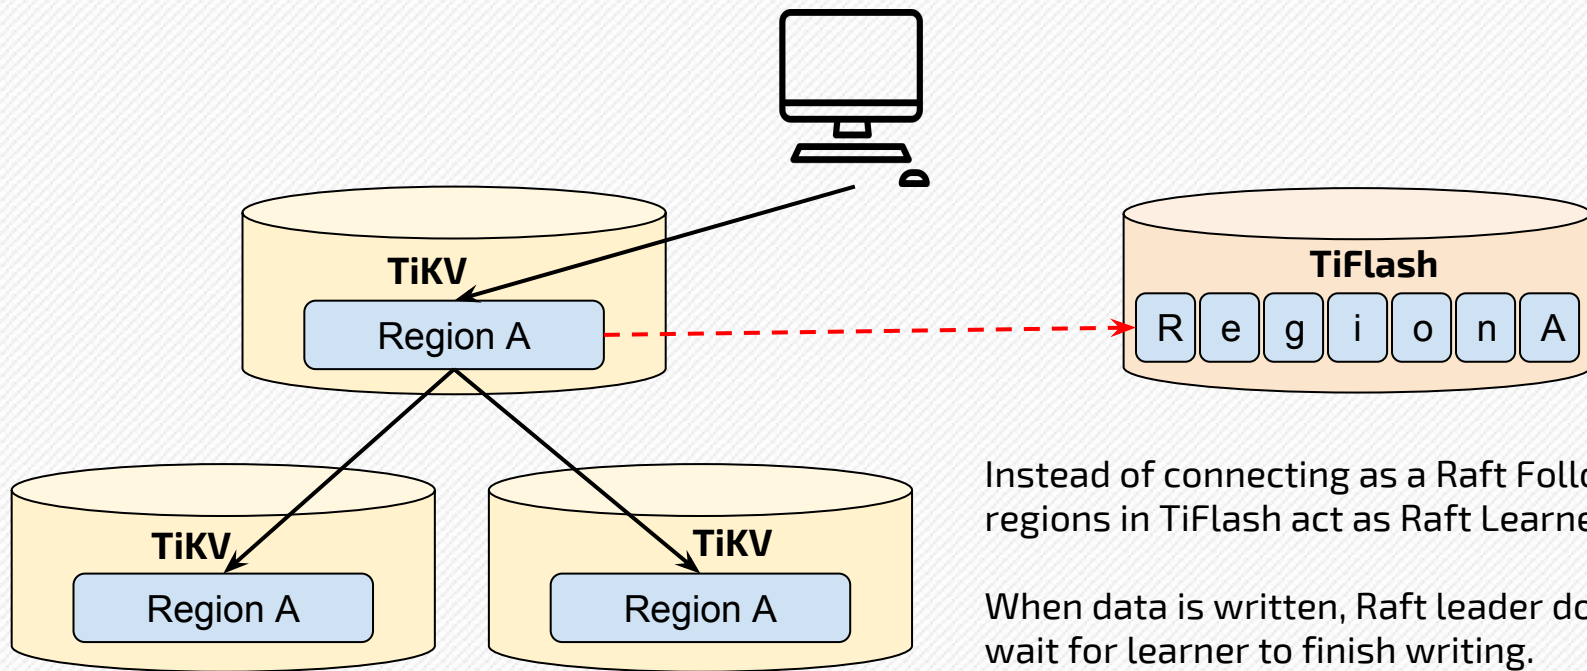 TiKV
Region A
TiFlash
R e g i o n A
TiKV
Region A
TiKV
Region A
Instead of connecting as a Raft
regions in TiFlash act as Raft
When data is written, Raft leader
wait for learner to finish writing.